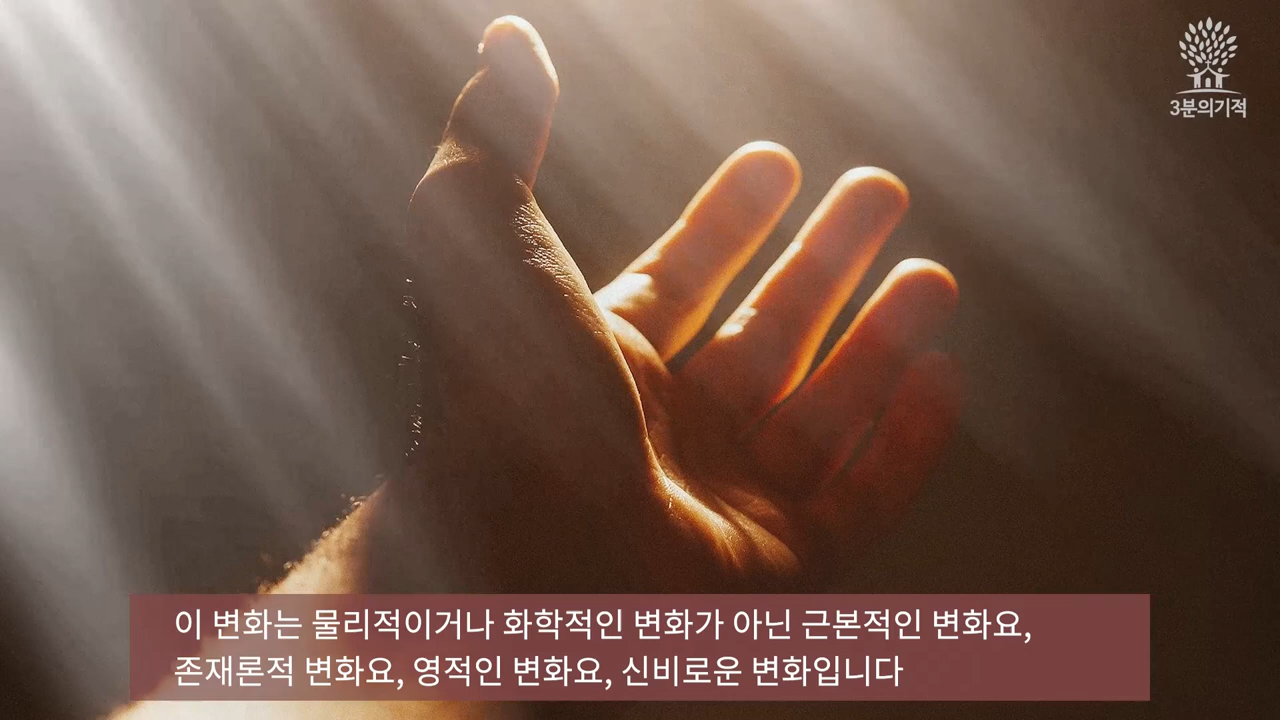 3분의기적
이 변화는 물리적이거나 화학적인 변화가 아닌 근본적인 변화요,
존재론적 변화요, 영적인 변화요, 신비로운 변화입니다